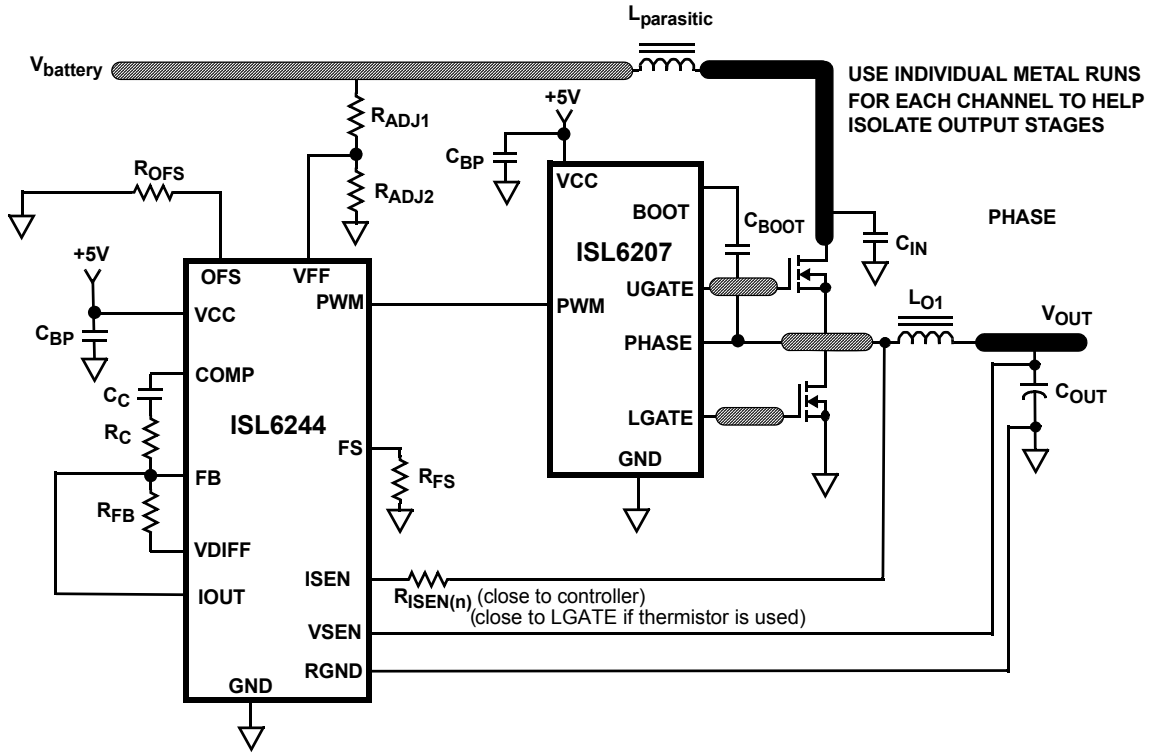 Lparasitic
Vbattery
USE INDIVIDUAL METAL RUNS
FOR EACH CHANNEL TO HELP
ISOLATE OUTPUT STAGES
+5V
RADJ1
CBP
ROFS
RADJ2
VCC
BOOT
CBOOT
PHASE
CIN
ISL6207
+5V
OFS
VFF
PWM
UGATE
PWM
LO1
VOUT
VCC
CBP
PHASE
COMP
CC
COUT
RC
ISL6244
LGATE
FS
GND
FB
RFS
RFB
VDIFF
ISEN
IOUT
RISEN(n) (close to controller)
(close to LGATE if thermistor is used)
VSEN
RGND
GND